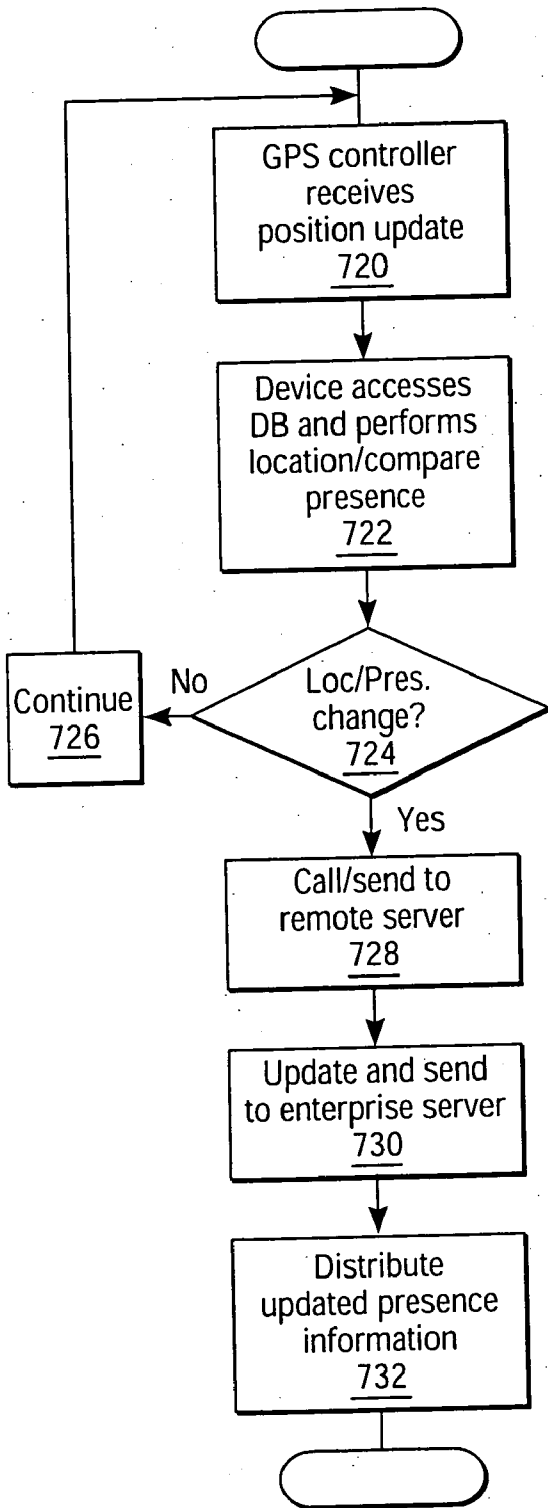 GPS controller
receives
position update
720
Device accesses
DB and performs
location/compare
presence
722
Loc/Pres.
change?
724
No
Continue
726
Yes
Call/send to
remote server
728
Update and send
to enterprise server
730
Distribute
updated presence
information
732